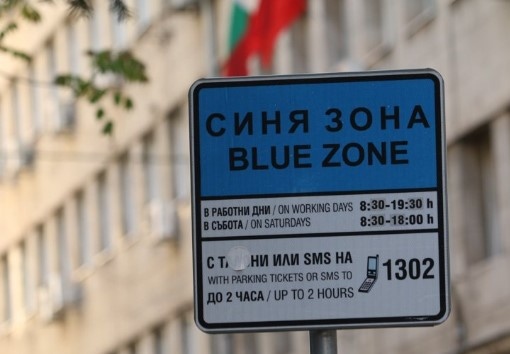 СИНЯ ЗОНА
BLUE ZONE
В РАБОТНИ ДНИ / ON WORKING DAYS 8:30-19:30 h
В СЪБОТА / ON SATURDAYS 8:30-18:00 h
С ИЛИ SMS НА
WITH PARKING TICKETS OR SMS TO 1302
ДО 2 ЧАСА / UP TO 2 HOURS